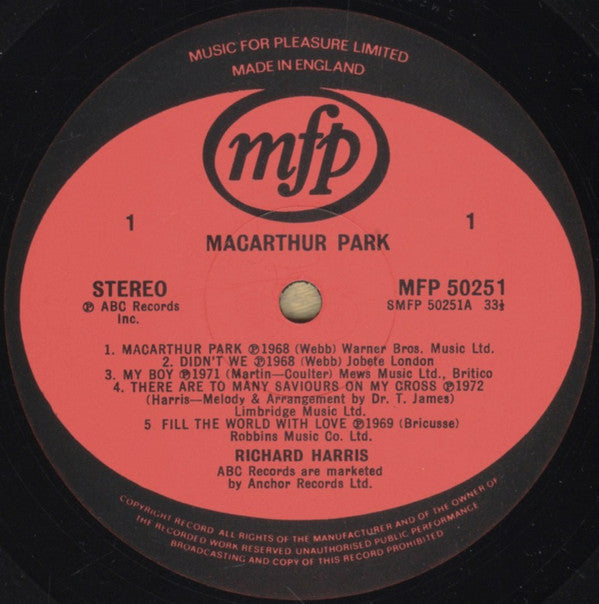 MUSIC FOR PLEASURE LIMITED
MADE IN ENGLAND
mfp
1
1
MACARTHUR PARK
STEREO
℗ ABC Records
Inc.
MFP 50251
SMFP 50251A 33⅓
1. MACARTHUR PARK ℗1968 (Webb) Warner Bros. Music Ltd.
2. DIDN'T WE ℗1968 (Webb) Jobete London
3. MY BOY ℗1971 (Martin—Coulter) Mews Music Ltd., Britico
4. THERE ARE TO MANY SAVIOURS ON MY CROSS ℗1972
(Harris—Melody & Arrangement by Dr. T. James)
Limbridge Music Ltd.
5 FILL THE WORLD WITH LOVE ℗1969 (Bricusse)
Robbins Music Co. Ltd.
RICHARD HARRIS
ABC Records are marketed
by Anchor Records Ltd.
COPYRIGHT RECORD ALL RIGHTS OF THE MANUFACTURER AND OF THE OWNER OF
THE RECORDED WORK RESERVED. UNAUTHORISED PUBLIC PERFORMANCE
BROADCASTING AND COPY OF THIS RECORD PROHIBITED